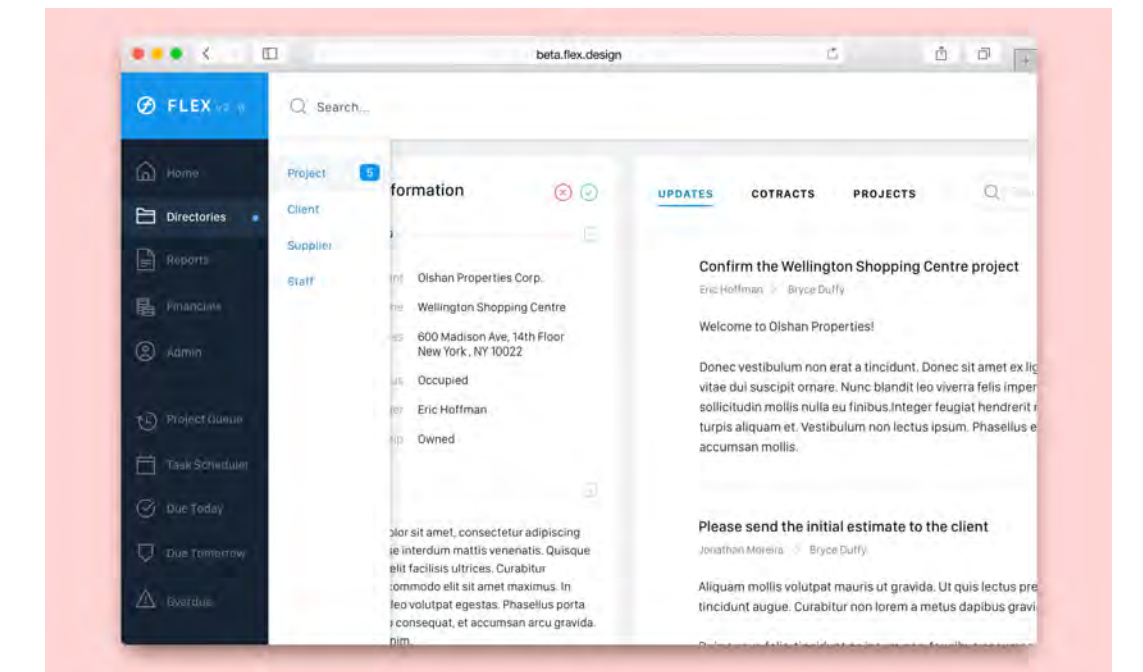 beta.flex.design
FLEX
Search...
Home
Directories
Reports
Financials
Admin
Project Queue
Task Scheduler
Due Today
Due Tomorrow
Overdue
Project 5
Client
Supplier
Staff
formation
Olshan Properties Corp.
Wellington Shopping Centre
600 Madison Ave, 14th Floor
New York, NY 10022
Occupied
Eric Hoffman
Owned
olor sit amet, consectetur adipiscing
interdum mattis venenatis. Quisque
elit facilisis ultrices. Curabitur
ommodo elit sit amet maximus. In
leo volutpat egestas. Phasellus porta
consequat, et accumsan arcu gravida.
UPDATES COTRACTS PROJECTS
Confirm the Wellington Shopping Centre project
Eric Hoffman > Bryce Duffy
Welcome to Olshan Properties!
Donec vestibulum non erat a tincidunt. Donec sit amet ex lig
vitae dui suscipit ornare. Nunc blandit leo viverra felis imper
sollicitudin mollis nulla eu finibus.Integer feugiat hendrerit
turpis aliquam et. Vestibulum non lectus ipsum. Phasellus e
accumsan mollis.
Please send the initial estimate to the client
Jonathan Moreira > Bryce Duffy
Aliquam mollis volutpat mauris ut gravida. Ut quis lectus pre
tincidunt augue. Curabitur non lorem a metus dapibus gravi